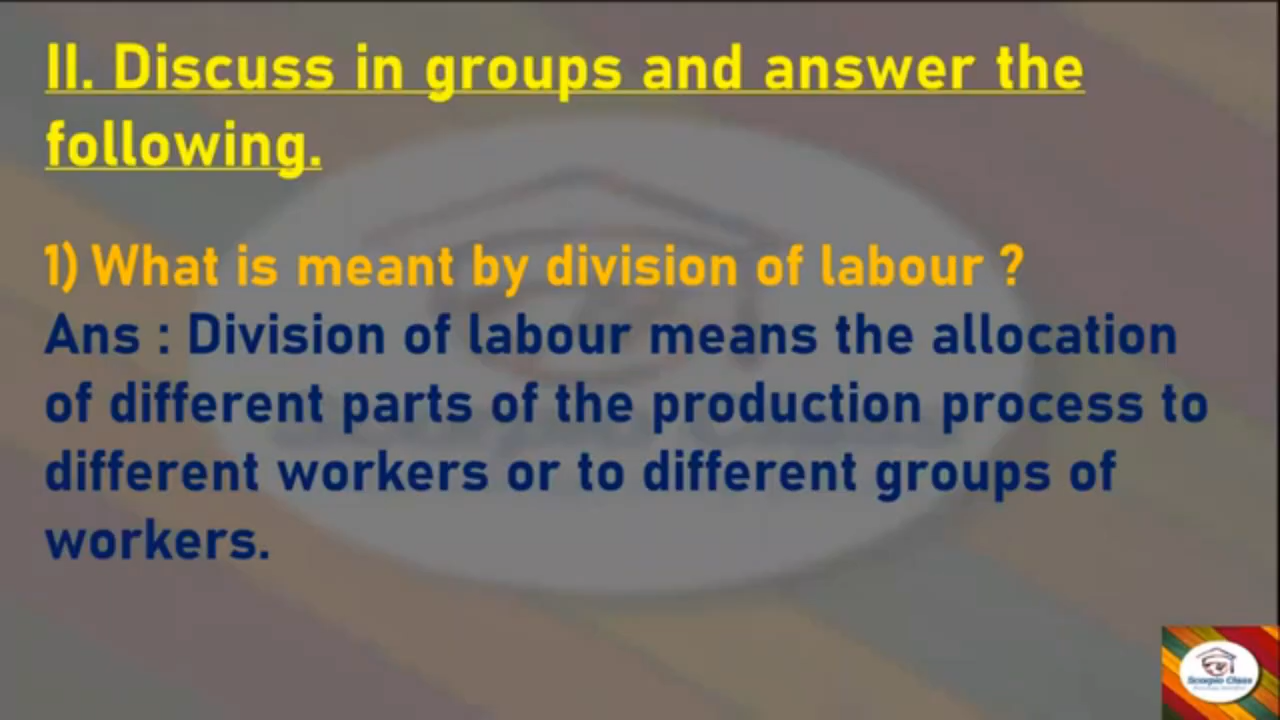 II. Discuss in groups and answer the
following.
1) What is meant by division of labour ?
Ans : Division of labour means the allocation
of different parts of the production process to
different workers or to different groups of
workers.
Scorpio Class